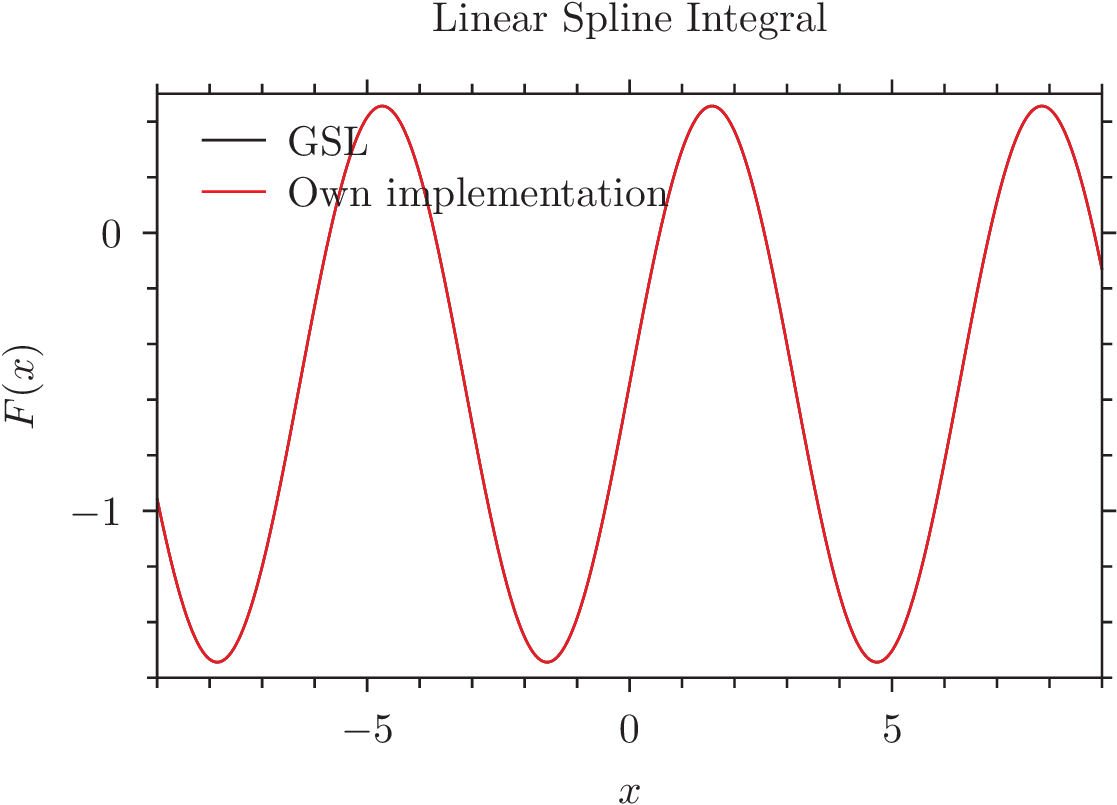 Linear Spline Integral
GSL
Own implementation
0
−1
F(x)
−5
0
5
x